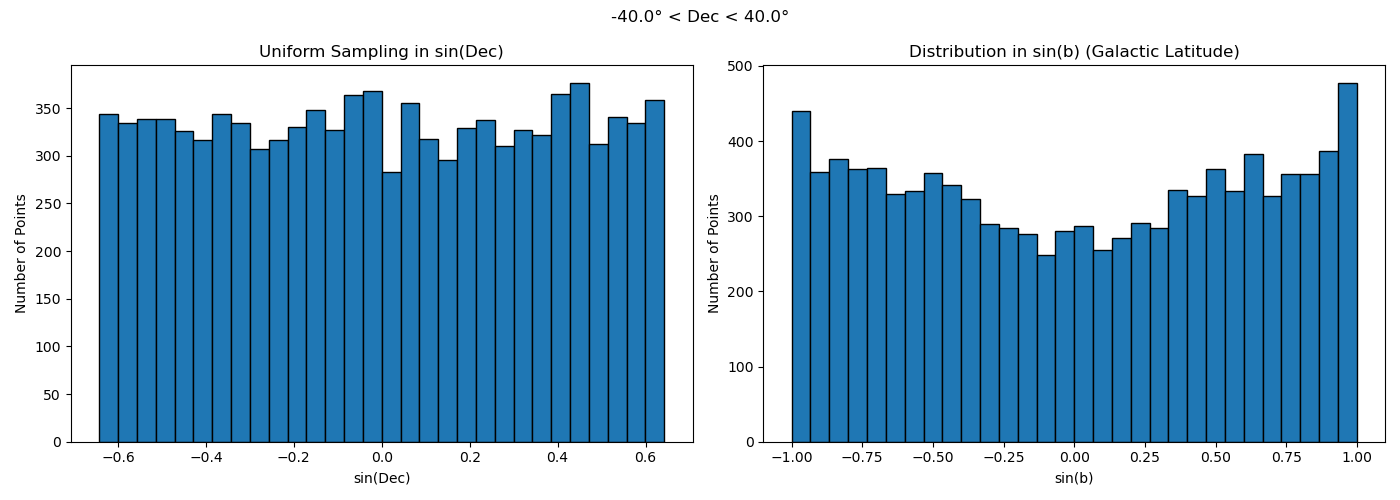 -40.0° < Dec < 40.0°
Uniform Sampling in sin(Dec)
Number of Points
350
300
250
200
150
100
50
0
−0.6 −0.4 −0.2 0.0 0.2 0.4 0.6
sin(Dec)
Distribution in sin(b) (Galactic Latitude)
Number of Points
500
400
300
200
100
0
−1.00 −0.75 −0.50 −0.25 0.00 0.25 0.50 0.75 1.00
sin(b)